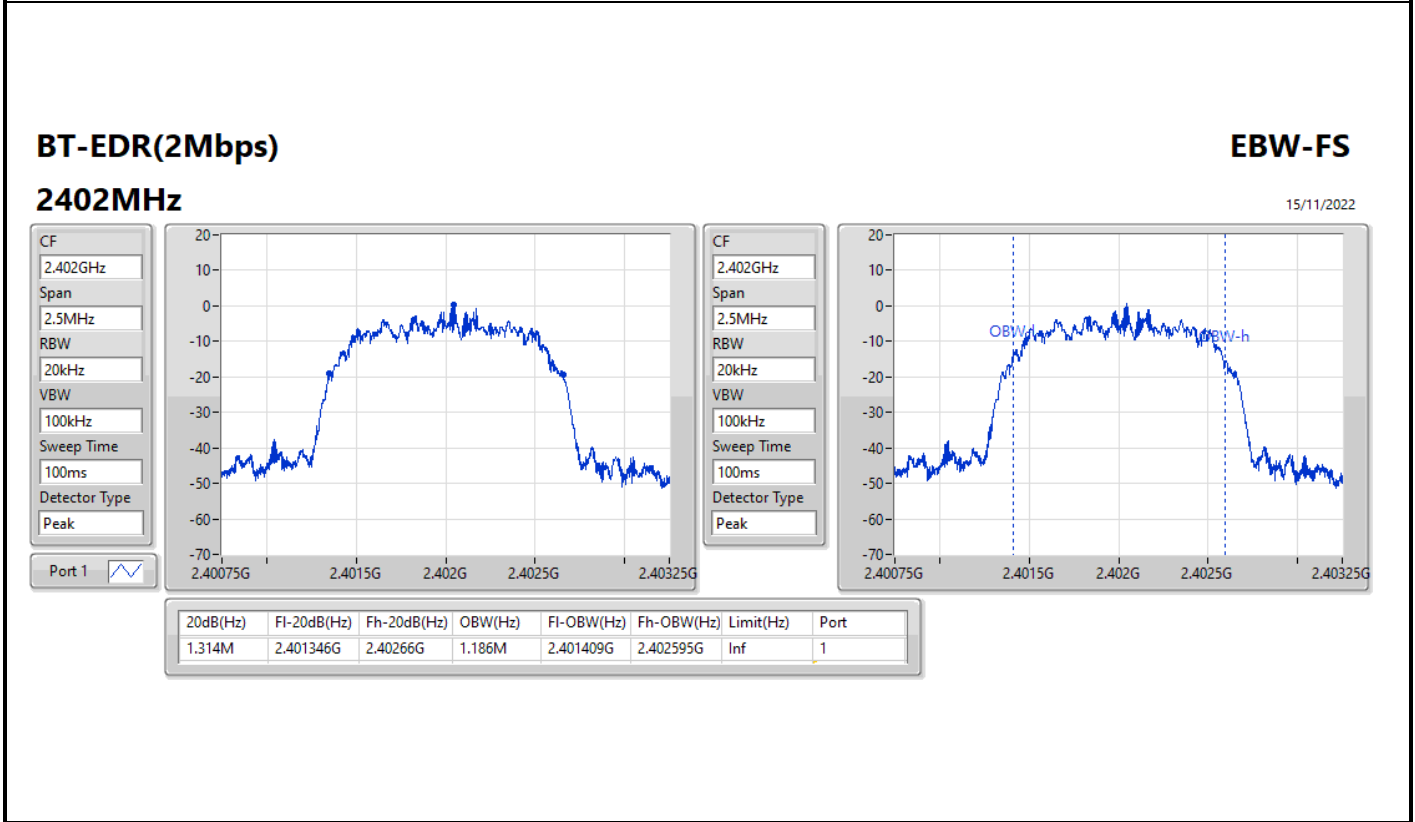 BT-EDR(2Mbps)
EBW-FS
2402MHz
15/11/2022
CF
2.402GHz
Span
2.5MHz
RBW
20kHz
VBW
100kHz
Sweep Time
100ms
Detector Type
Peak
Port 1
20
10
0
-10
-20
-30
-40
-50
-60
-70
2.40075G 2.4015G 2.402G 2.4025G 2.40325G
CF
2.402GHz
Span
2.5MHz
RBW
20kHz
VBW
100kHz
Sweep Time
100ms
Detector Type
Peak
20
10
0
-10
-20
-30
-40
-50
-60
-70
OBW-l
OBW-h
2.40075G 2.4015G 2.402G 2.4025G 2.40325G
20dB(Hz) Fl-20dB(Hz) Fh-20dB(Hz) OBW(Hz) Fl-OBW(Hz) Fh-OBW(Hz) Limit(Hz) Port
1.314M 2.401346G 2.40266G 1.186M 2.401409G 2.402595G Inf 1